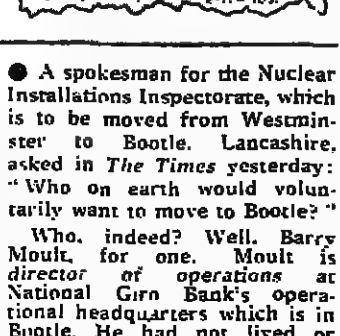 ● A spokesman for the Nuclear
Installations Inspectorate, which
is to be moved from Westmin-
ster to Bootle, Lancashire,
asked in The Times yesterday:
"Who on earth would volun-
tarily want to move to Bootle?"
Who, indeed? Well, Barry
Moult, for one. Moult is
director of operations at
National Giro Bank's opera-
tional headquarters which is in
Bootle. He had not lived or